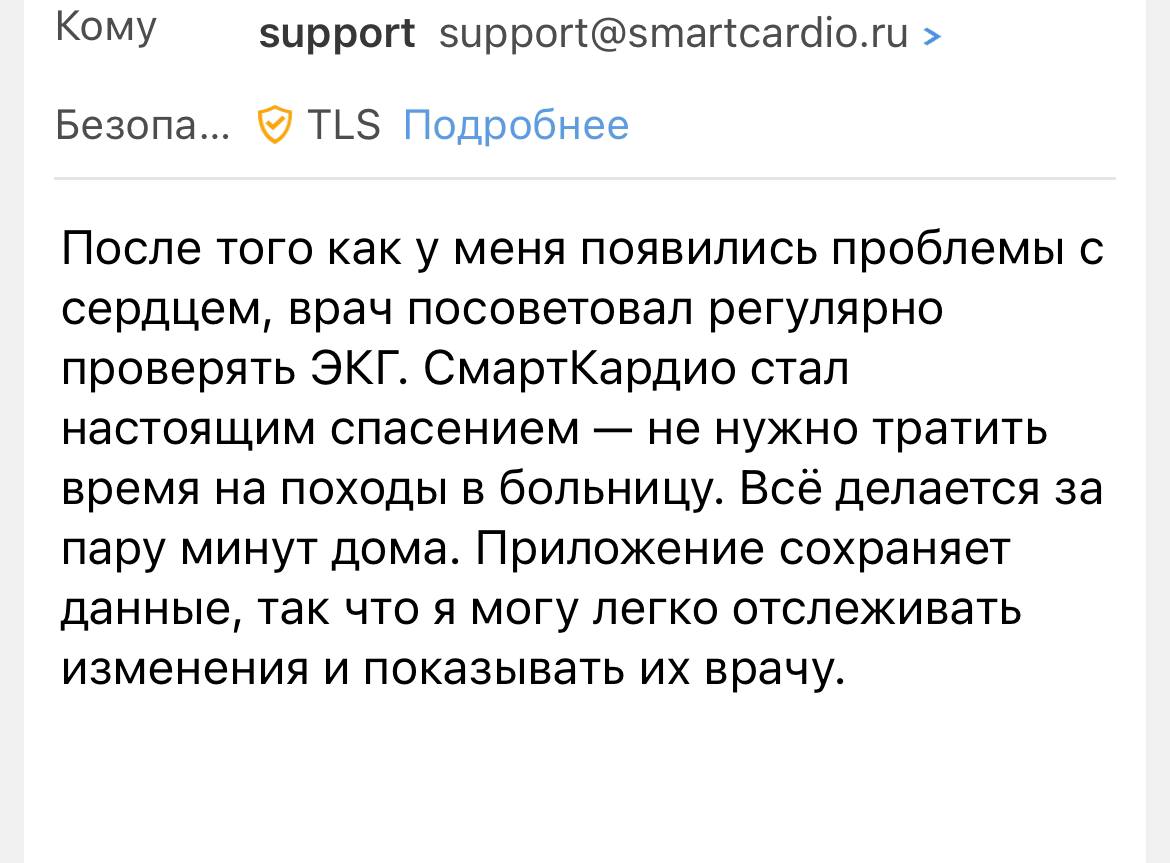 Кому support support@smartcardio.ru >
Безопа... TLS Подробнее
После того как у меня появились проблемы с
сердцем, врач посоветовал регулярно
проверять ЭКГ. СмартКардио стал
настоящим спасением — не нужно тратить
время на походы в больницу. Всё делается за
пару минут дома. Приложение сохраняет
данные, так что я могу легко отслеживать
изменения и показывать их врачу.